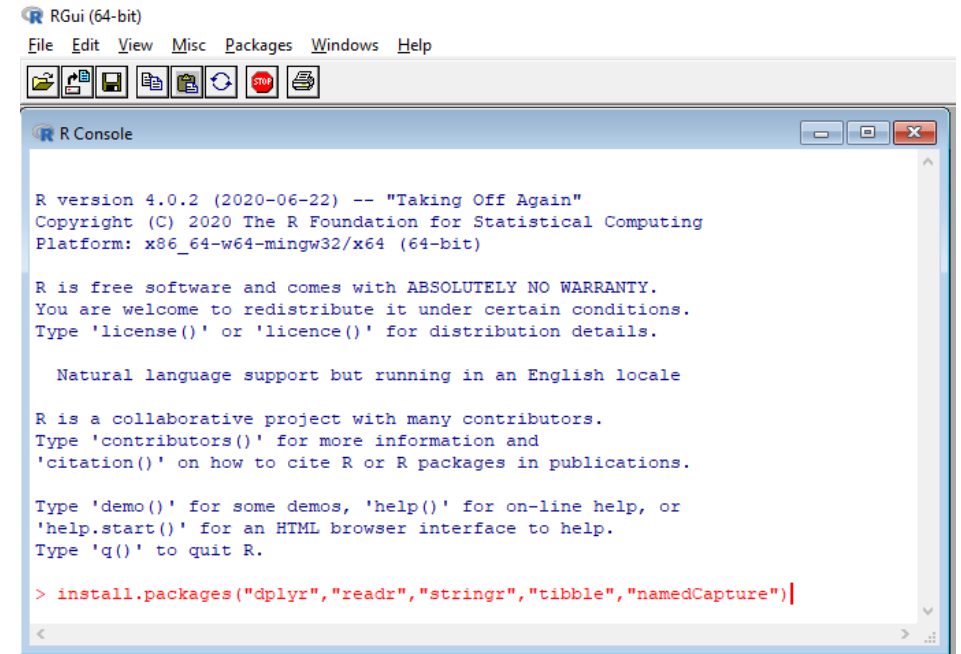 RGui (64-bit)
File Edit View Misc Packages Windows Help
STOP
R Console
R version 4.0.2 (2020-06-22) -- "Taking Off Again"
Copyright (C) 2020 The R Foundation for Statistical Computing
Platform: x86_64-w64-mingw32/x64 (64-bit)
R is free software and comes with ABSOLUTELY NO WARRANTY.
You are welcome to redistribute it under certain conditions.
Type 'license()' or 'licence()' for distribution details.
Natural language support but running in an English locale
R is a collaborative project with many contributors.
Type 'contributors()' for more information and
'citation()' on how to cite R or R packages in publications.
Type 'demo()' for some demos, 'help()' for on-line help, or
'help.start()' for an HTML browser interface to help.
Type 'q()' to quit R.
> install.packages("dplyr","readr","stringr","tibble","namedCapture")